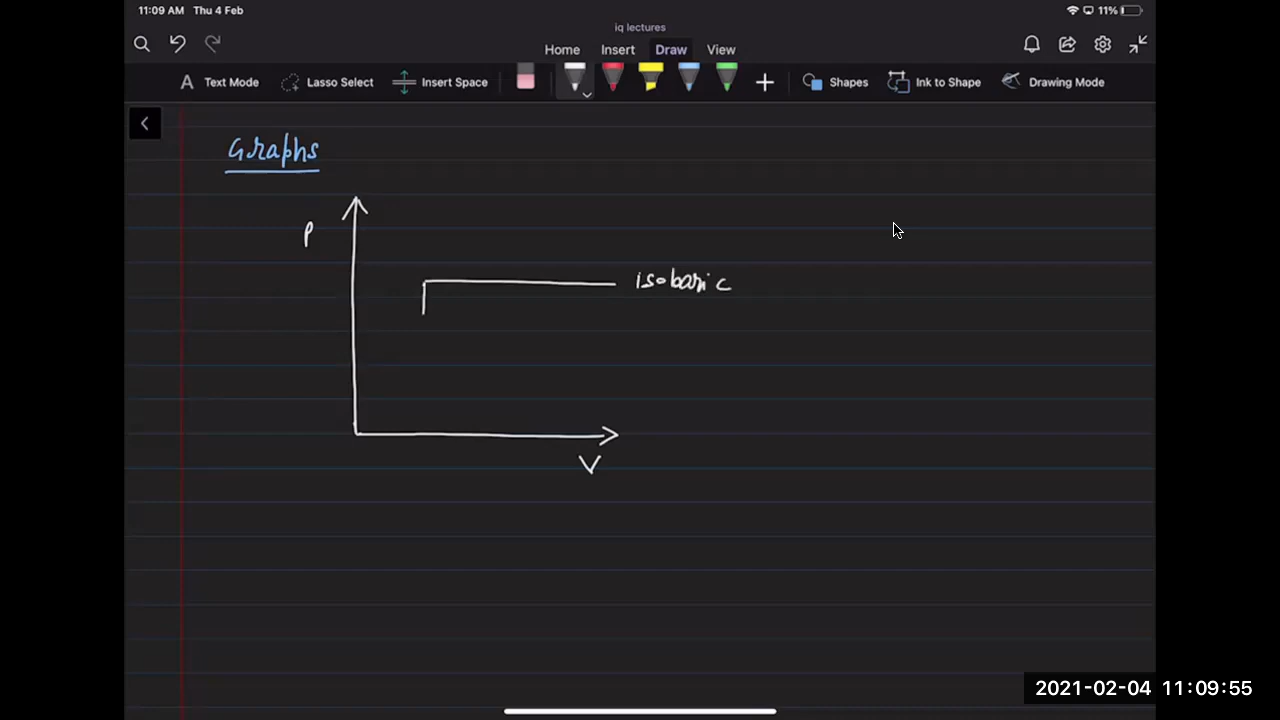 11:09 AM Thu 4 Feb
11%
iq lectures
Home Insert Draw View
A Text Mode Lasso Select Insert Space Shapes Ink to Shape Drawing Mode
Graphs
P
isobaric
V
2021-02-04 11:09:55